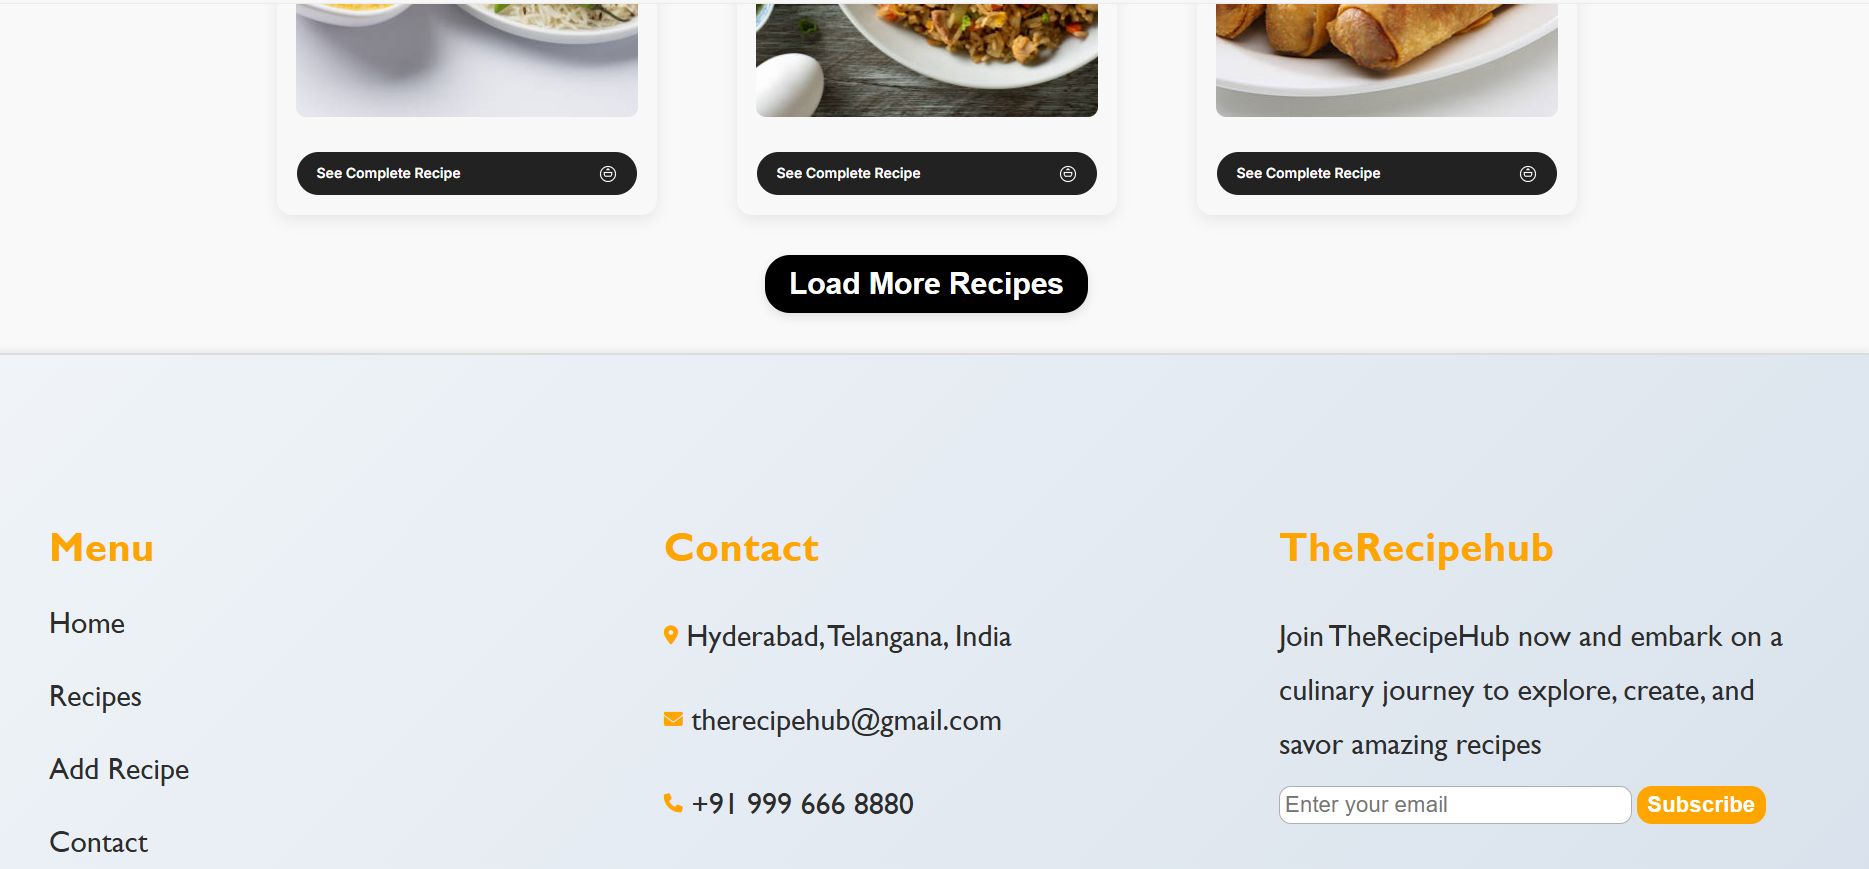 See Complete Recipe
See Complete Recipe
See Complete Recipe
Load More Recipes
Menu
Home
Recipes
Add Recipe
Contact
Contact
Hyderabad, Telangana, India
therecipehub@gmail.com
+91 999 666 8880
TheRecipehub
Join TheRecipeHub now and embark on a
culinary journey to explore, create, and
savor amazing recipes
Enter your email
Subscribe